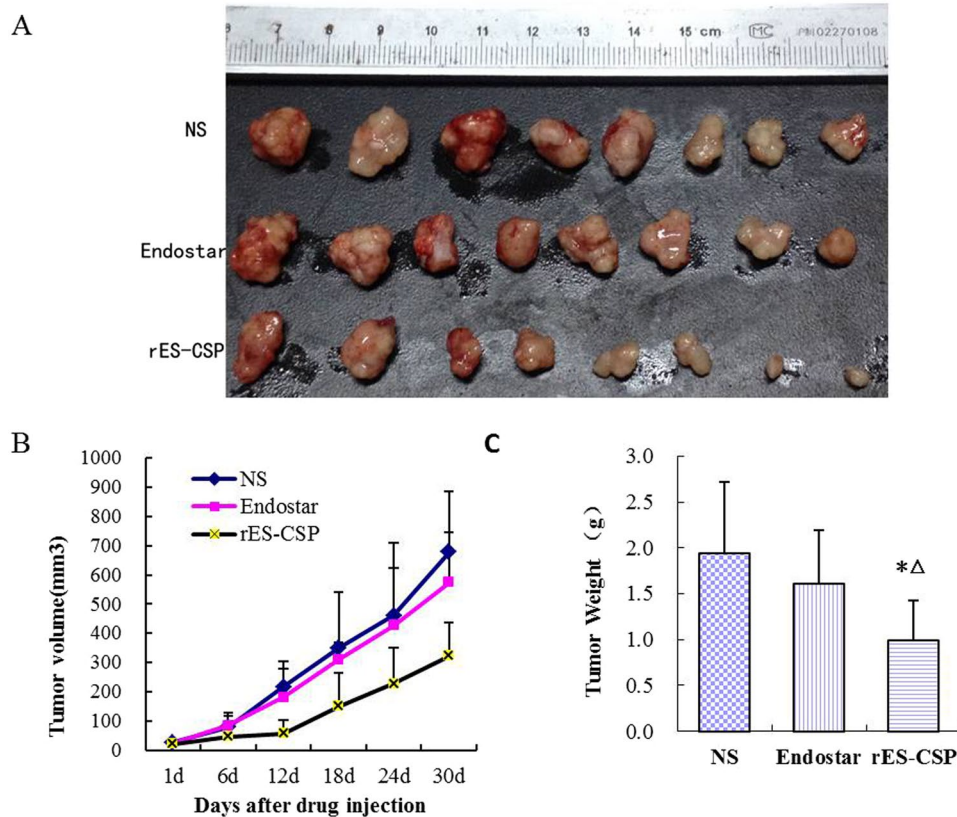 A
6 7 8 9 10 11 12 13 14 15 cm MC 02270108
NS
Endostar
rES-CSP
B
1000
900
800
700
600
500
400
300
200
100
0
Tumor volume(mm3)
NS
Endostar
rES-CSP
1d 6d 12d 18d 24d 30d
Days after drug injection
C
3.0
2.5
2.0
1.5
1.0
0.5
0.0
Tumor Weight （g）
*Δ
NS Endostar rES-CSP